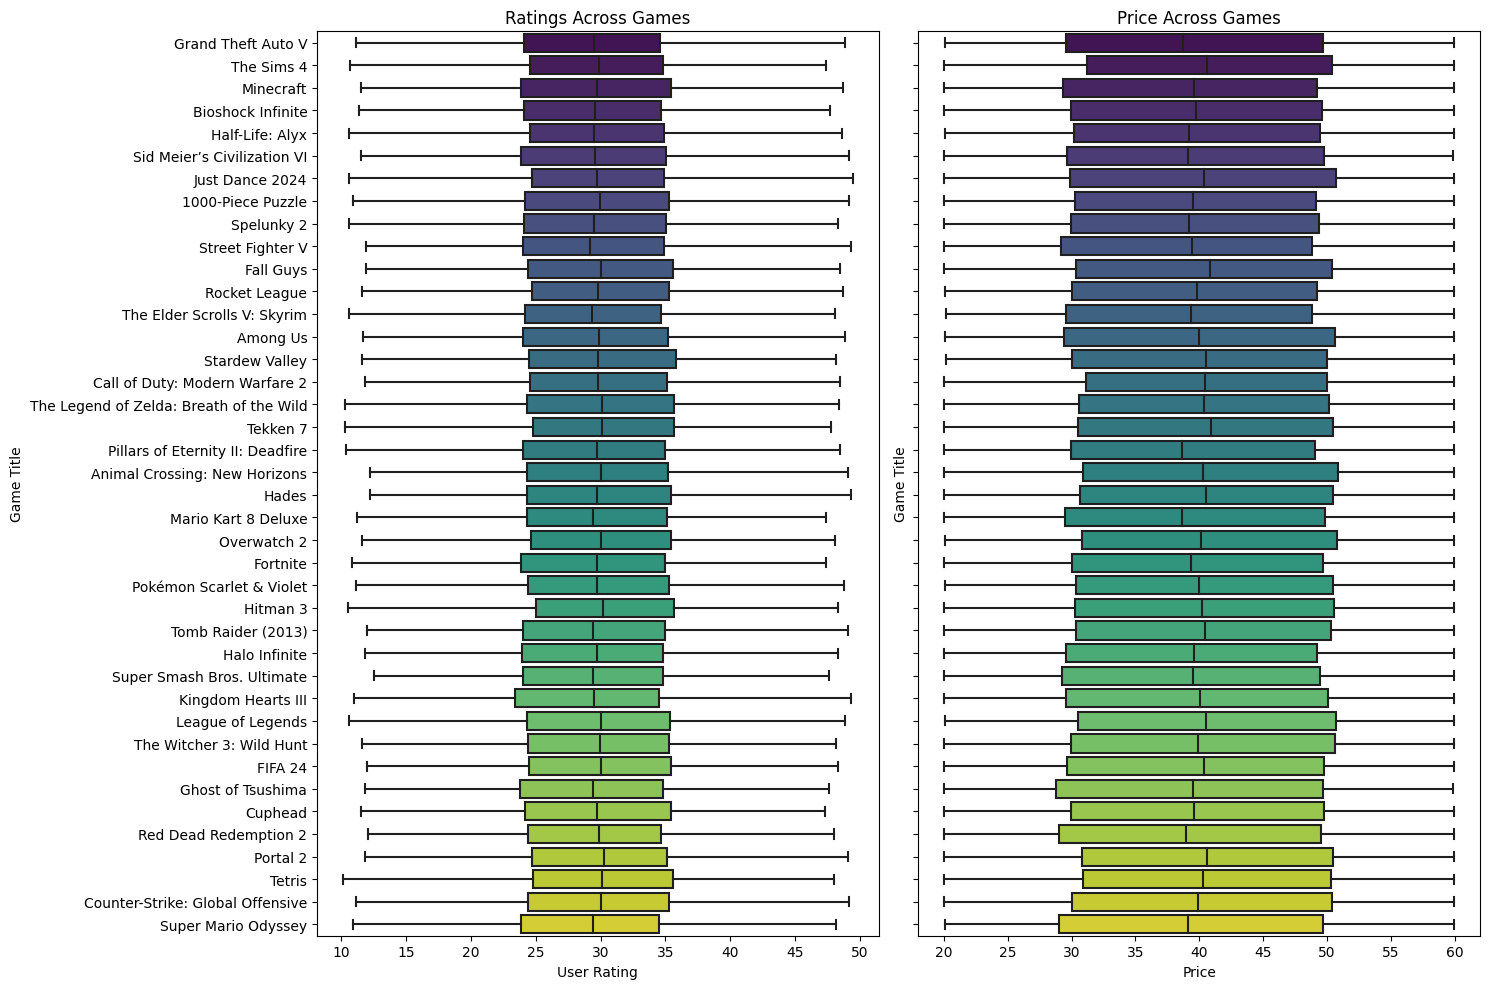 Ratings Across Games
Price Across Games
Game Title
Grand Theft Auto V
The Sims 4
Minecraft
Bioshock Infinite
Half-Life: Alyx
Sid Meier’s Civilization VI
Just Dance 2024
1000-Piece Puzzle
Spelunky 2
Street Fighter V
Fall Guys
Rocket League
The Elder Scrolls V: Skyrim
Among Us
Stardew Valley
Call of Duty: Modern Warfare 2
The Legend of Zelda: Breath of the Wild
Tekken 7
Pillars of Eternity II: Deadfire
Animal Crossing: New Horizons
Hades
Mario Kart 8 Deluxe
Overwatch 2
Fortnite
Pokémon Scarlet & Violet
Hitman 3
Tomb Raider (2013)
Halo Infinite
Super Smash Bros. Ultimate
Kingdom Hearts III
League of Legends
The Witcher 3: Wild Hunt
FIFA 24
Ghost of Tsushima
Cuphead
Red Dead Redemption 2
Portal 2
Tetris
Counter-Strike: Global Offensive
Super Mario Odyssey
10 15 20 25 30 35 40 45 50
User Rating
Game Title
20 25 30 35 40 45 50 55 60
Price